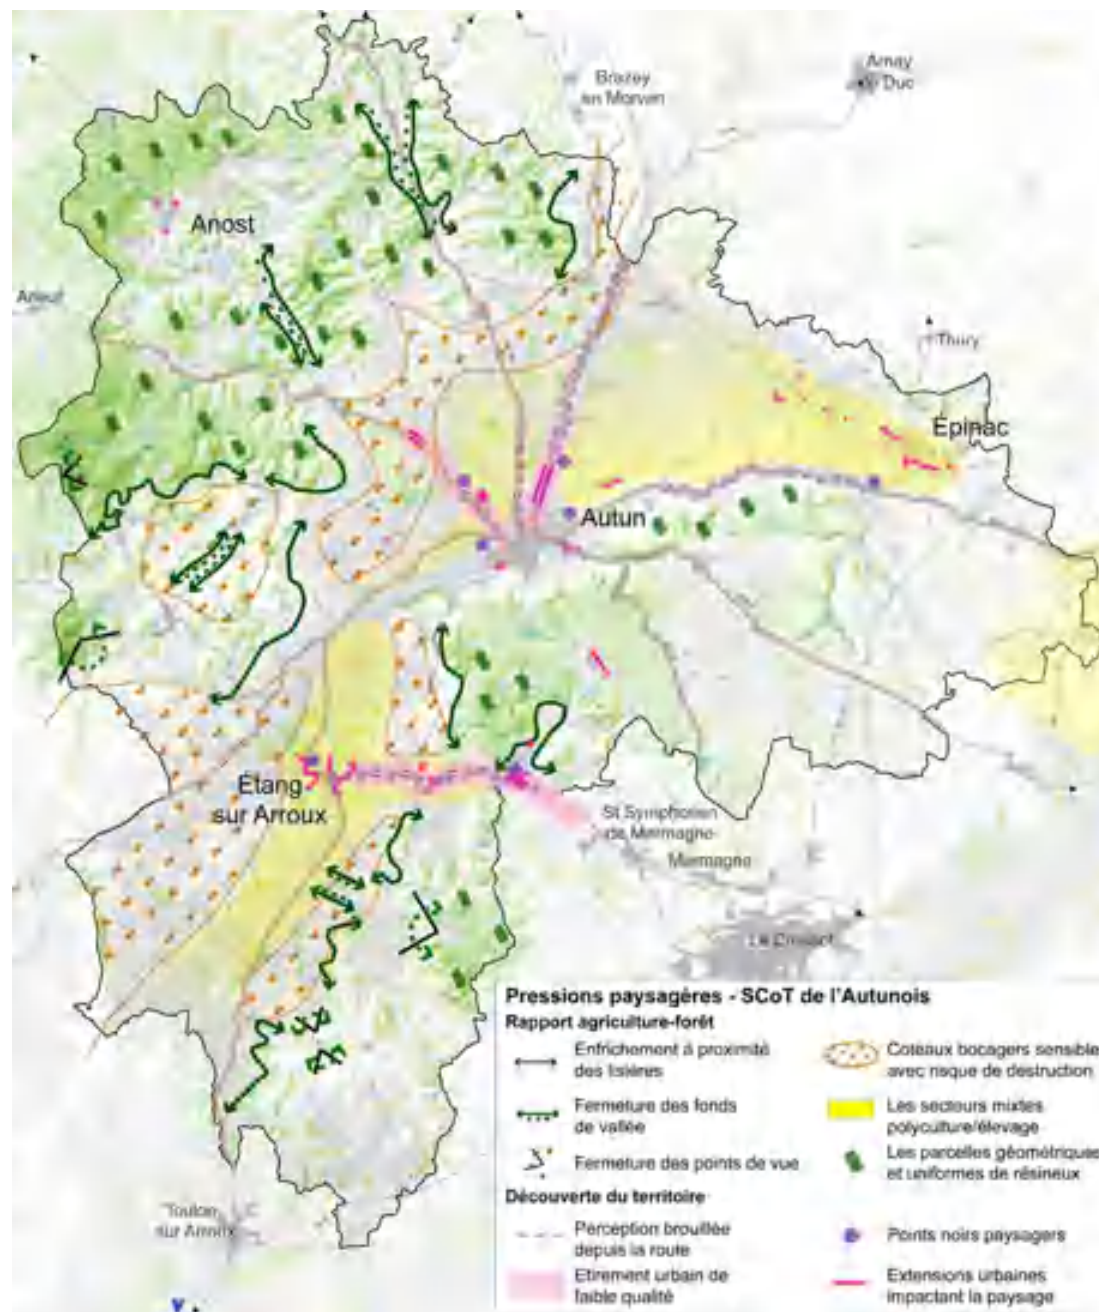 Arnay
le Duc
Brazey
en Morvan
Anost
Arleuf
Thury
Épinac
Autun
Étang
sur Arroux
St Symphorien
de Marmagne
Marmagne
Le Creusot
Toulon
sur Arroux
Pressions paysagères - SCoT de l'Autunois
Rapport agriculture-forêt
Enfrichement à proximité
des lisières
Fermeture des fonds
de vallée
Fermeture des points de vue
Coteaux bocagers sensible
avec risque de destruction
Les secteurs mixtes
polyculture/élevage
Les parcelles géométriques
et uniformes de résineux
Découverte du territoire
Perception brouillée
depuis la route
Etirement urbain de
faible qualité
Points noirs paysagers
Extensions urbaines
impactant la paysage